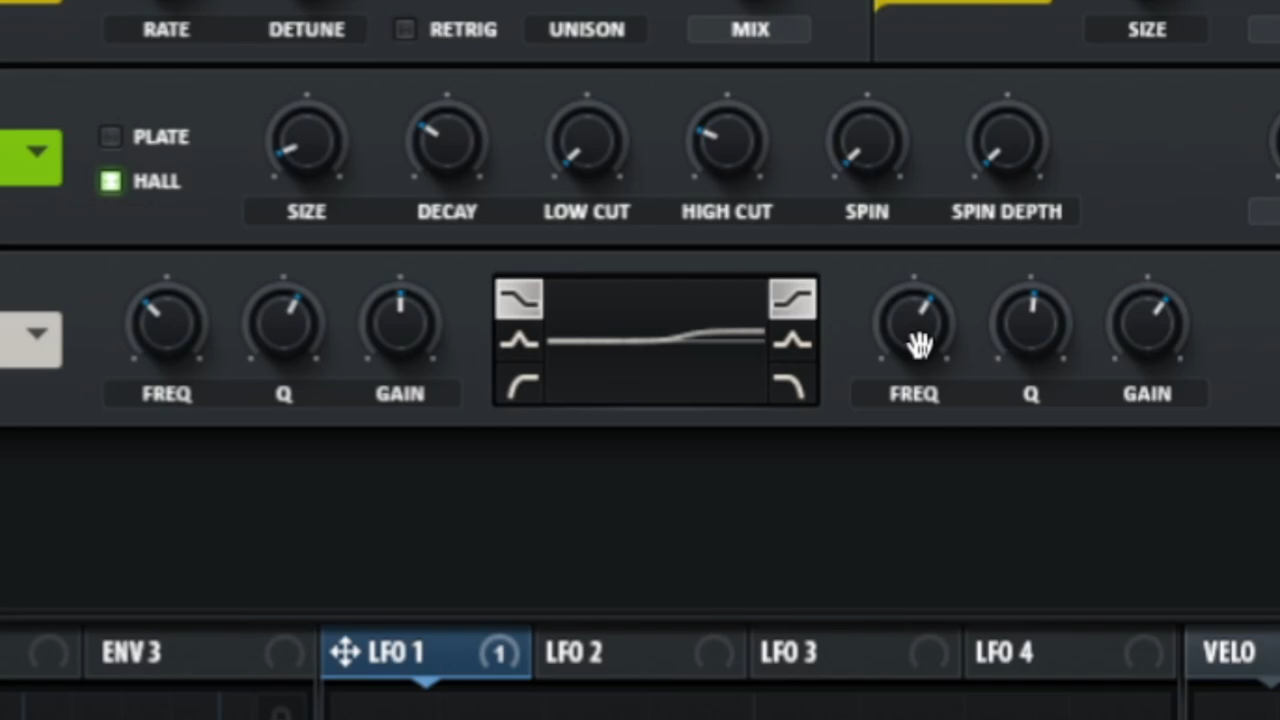 RATE DETUNE RETRIG UNISON MIX SIZE
PLATE
HALL
SIZE DECAY LOW CUT HIGH CUT SPIN SPIN DEPTH
FREQ Q GAIN FREQ Q GAIN
ENV 3 LFO 1 1 LFO 2 LFO 3 LFO 4 VELO